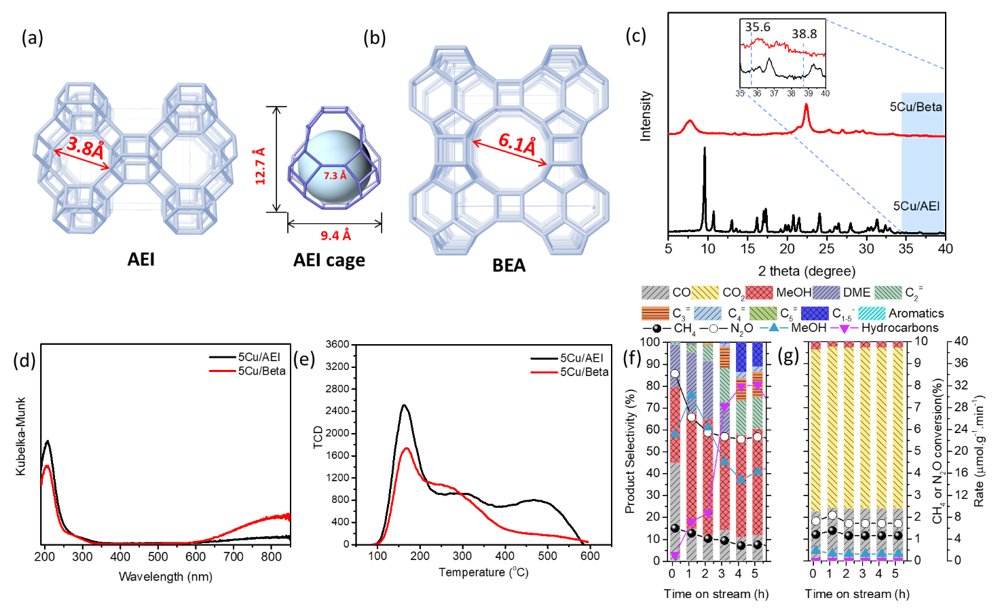 (a)
3.8Å
AEI
12.7 Å
7.3 Å
9.4 Å
AEI cage
(b)
6.1Å
BEA
(c)
Intensity
35.6
38.8
35 36 37 38 39 40
5Cu/Beta
5Cu/AEI
5 10 15 20 25 30 35 40
2 theta (degree)
CO CO2 MeOH DME C2=
C3= C4= C5= C1-5- Aromatics
CH4 N2O MeOH Hydrocarbons
(d)
Kubelka-Munk
5Cu/AEI
5Cu/Beta
200 300 400 500 600 700 800
Wavelength (nm)
(e)
TCD
3600
3200
2800
2400
2000
1600
1200
800
400
0
5Cu/AEI
5Cu/Beta
100 200 300 400 500 600
Temperature (oC)
(f)
Product Selectivity (%)
100
90
80
70
60
50
40
30
20
10
0
0 1 2 3 4 5
Time on stream (h)
(g)
10
9
8
7
6
5
4
3
2
1
0
CH4 or N2O conversion(%)
40
36
32
28
24
20
16
12
8
4
0
Rate (μmol.g-1.min-1)
0 1 2 3 4 5
Time on stream (h)